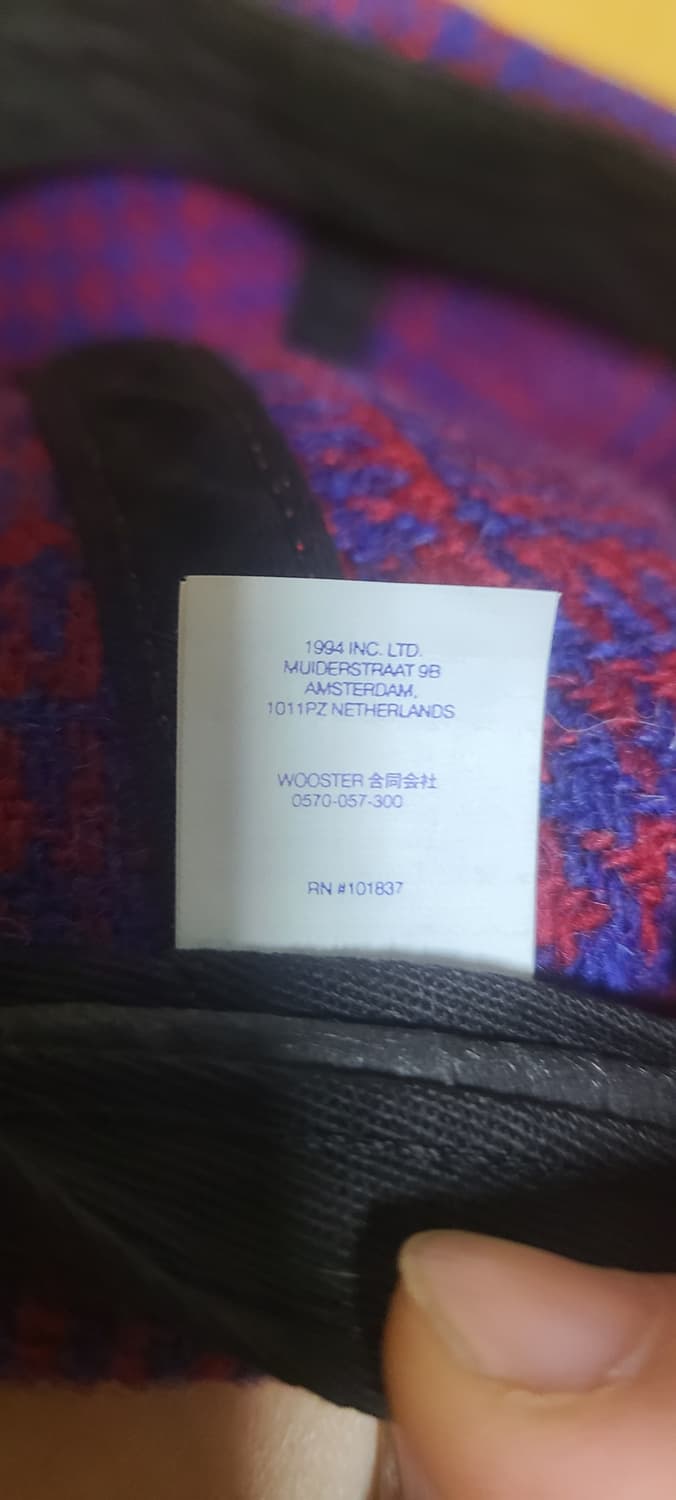 1994 INC. LTD.
MUIDERSTRAAT 9B
AMSTERDAM,
1011PZ NETHERLANDS
WOOSTER 合同会社
0570-057-300
RN #101837